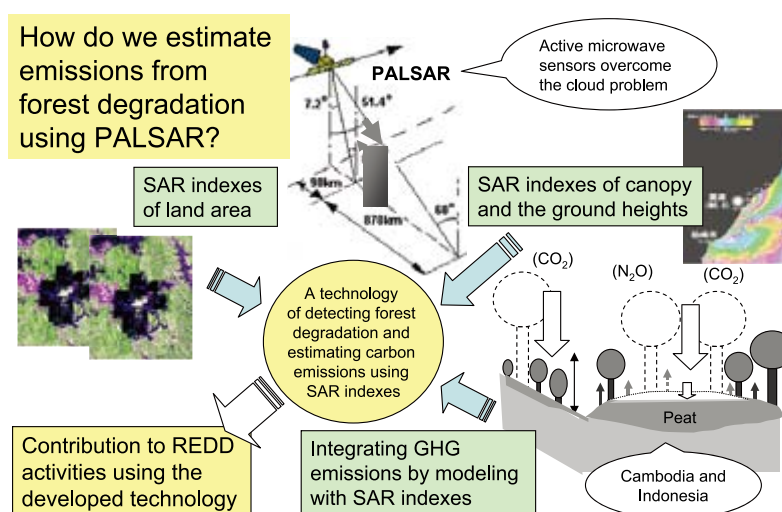 How do we estimate
emissions from
forest degradation
using PALSAR?
PALSAR
Active microwave
sensors overcome
the cloud problem
7.2°
51.4°
98km
878km
68°
SAR indexes
of land area
SAR indexes of canopy
and the ground heights
(CO₂)
(N₂O)
(CO₂)
A technology
of detecting forest
degradation and
estimating carbon
emissions using
SAR indexes
Peat
Contribution to REDD
activities using the
developed technology
Integrating GHG
emissions by modeling
with SAR indexes
Cambodia and
Indonesia